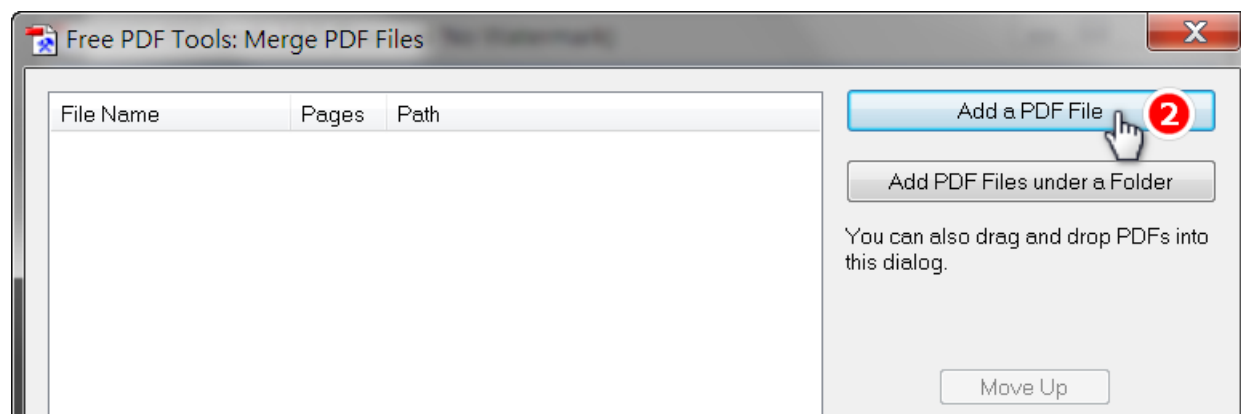 Free PDF Tools: Merge PDF Files
File Name Pages Path
Add a PDF File 2
Add PDF Files under a Folder
You can also drag and drop PDFs into
this dialog.
Move Up